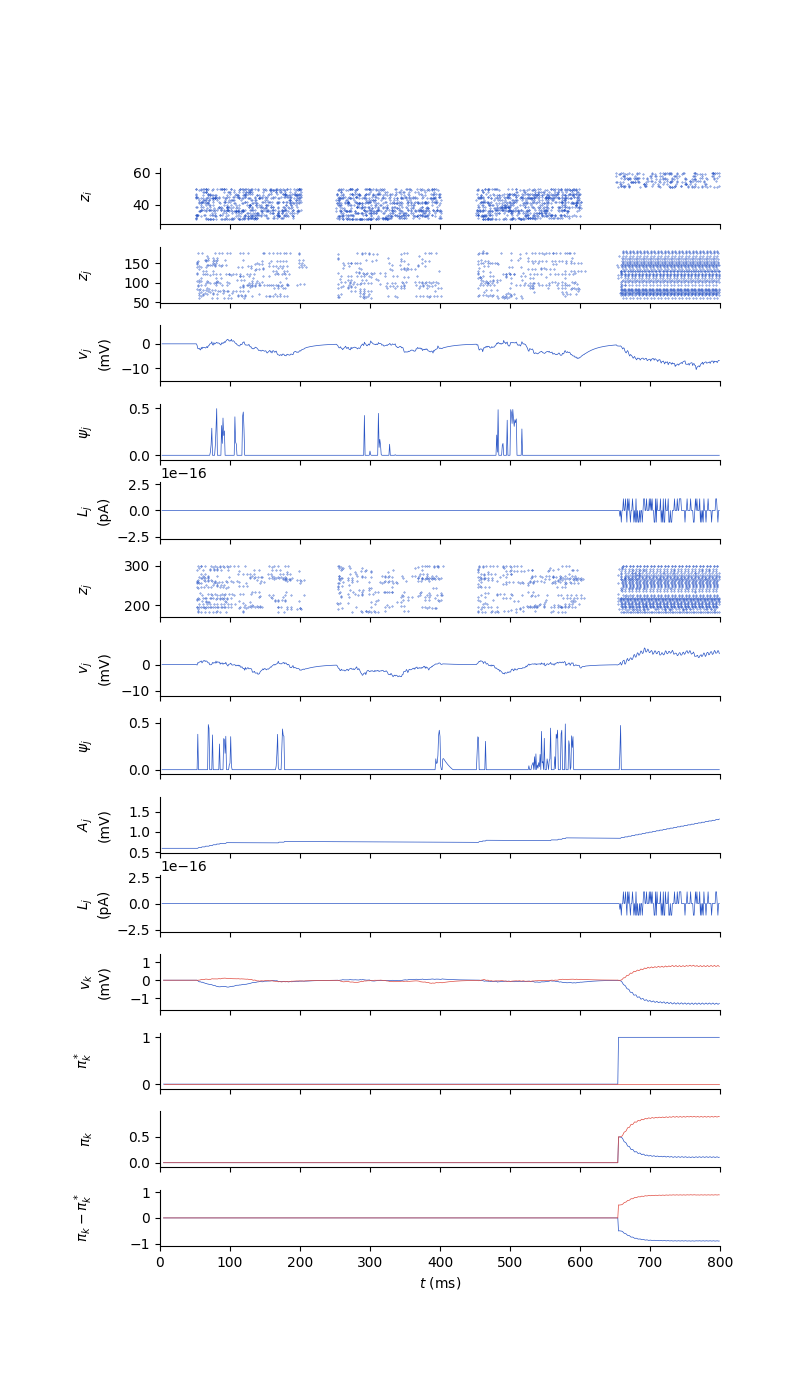 60
40
z_i
150
100
50
z_j
0
−10
v_j
(mV)
0.5
0.0
ψ_j
1e−16
2.5
0.0
−2.5
L_j
(pA)
300
200
z_j
0
−10
v_j
(mV)
0.5
0.0
ψ_j
1.5
1.0
0.5
A_j
(mV)
1e−16
2.5
0.0
−2.5
L_j
(pA)
1
0
−1
v_k
(mV)
1
0
π_k^*
0.5
0.0
π_k
1
0
−1
π_k − π_k^*
0 100 200 300 400 500 600 700 800
t (ms)